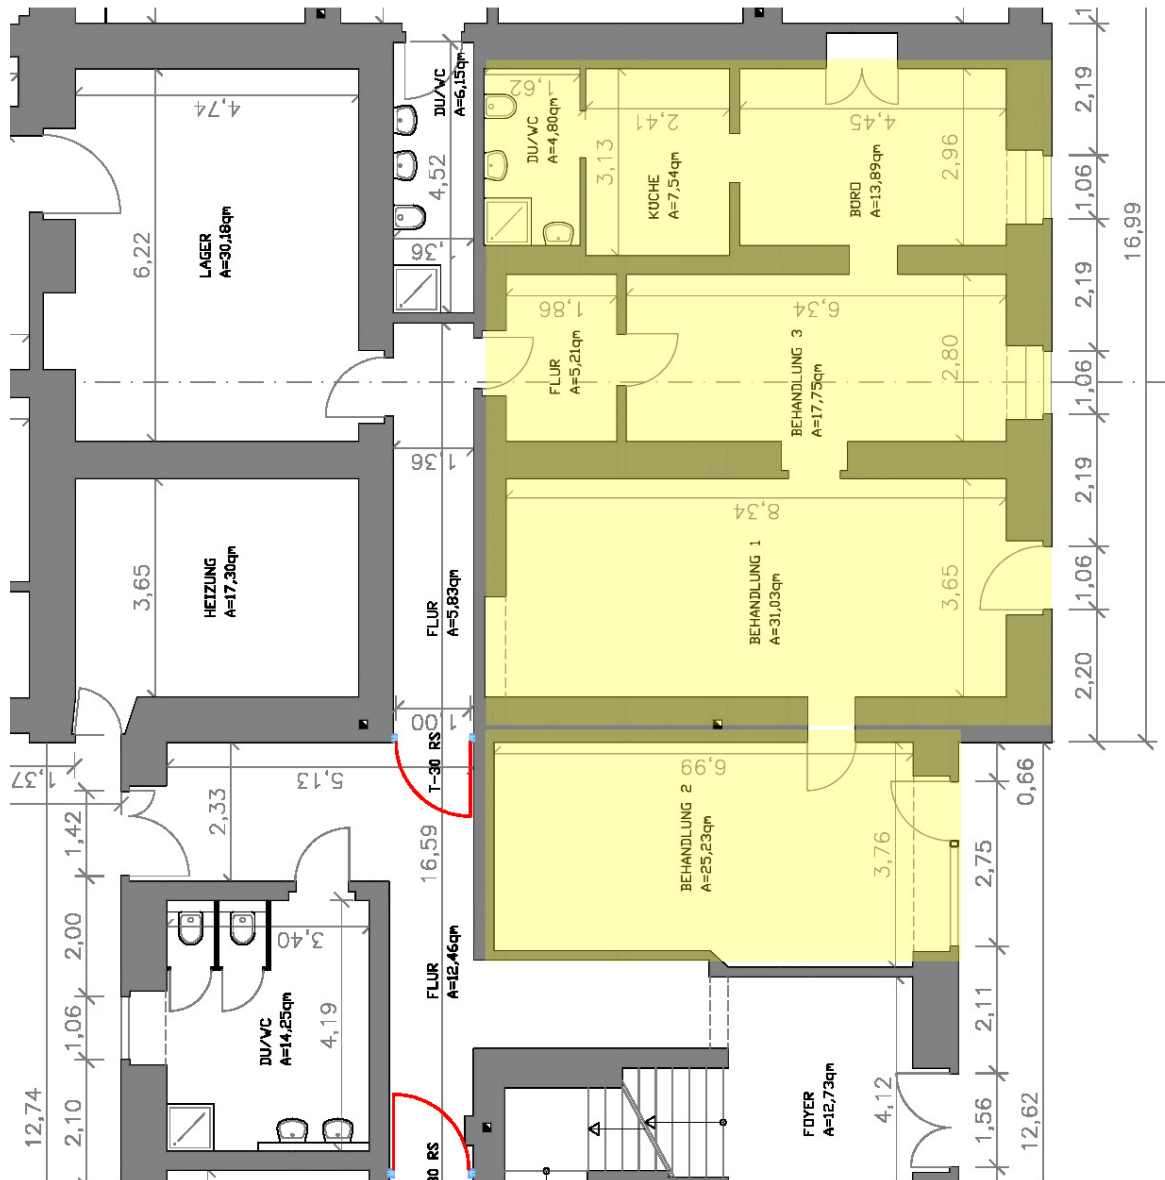 4,74
DU/WC
A=6,15qm
1,62
DU/WC
A=4,80qm
2,41
3,13
KÜCHE
A=7,54qm
4,45
BÜRO
A=13,89qm
2,96
2,19
1,06
16,99
4,52
1,36
LAGER
A=30,18qm
6,22
1,86
FLUR
A=5,21qm
6,34
BEHANDLUNG 3
A=17,75qm
2,80
2,19
1,06
1,36
8,34
2,19
HEIZUNG
A=17,30qm
3,65
FLUR
A=5,83qm
BEHANDLUNG 1
A=31,03qm
3,65
1,06
2,20
1,00
T-30 RS
1,37
5,13
6,99
0,66
1,42
2,33
16,59
BEHANDLUNG 2
A=25,23qm
3,76
2,75
2,00
3,40
FLUR
A=12,46qm
1,06
DU/WC
A=14,25qm
4,19
2,11
12,74
2,10
FOYER
A=12,73qm
4,12
1,56
12,62
30 RS